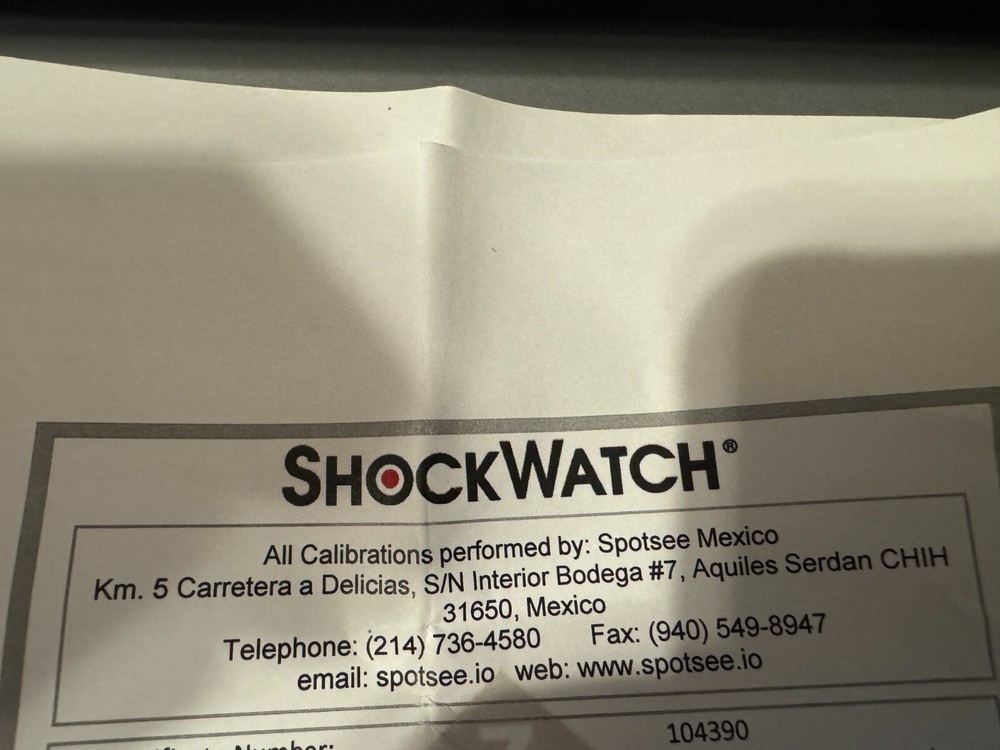 SHOCKWATCH®
All Calibrations performed by: Spotsee Mexico
Km. 5 Carretera a Delicias, S/N Interior Bodega #7, Aquiles Serdan CHIH
31650, Mexico
Telephone: (214) 736-4580 Fax: (940) 549-8947
email: spotsee.io web: www.spotsee.io
Number: 104390